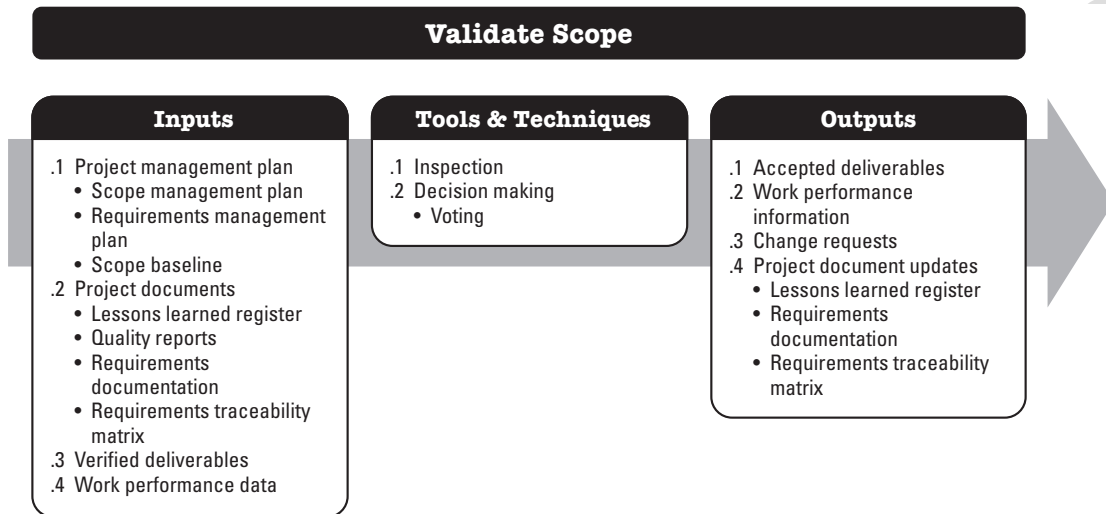 Validate Scope
Inputs
.1 Project management plan
• Scope management plan
• Requirements management
plan
• Scope baseline
.2 Project documents
• Lessons learned register
• Quality reports
• Requirements
documentation
• Requirements traceability
matrix
.3 Verified deliverables
.4 Work performance data
Tools & Techniques
.1 Inspection
.2 Decision making
• Voting
Outputs
.1 Accepted deliverables
.2 Work performance
information
.3 Change requests
.4 Project document updates
• Lessons learned register
• Requirements
documentation
• Requirements traceability
matrix